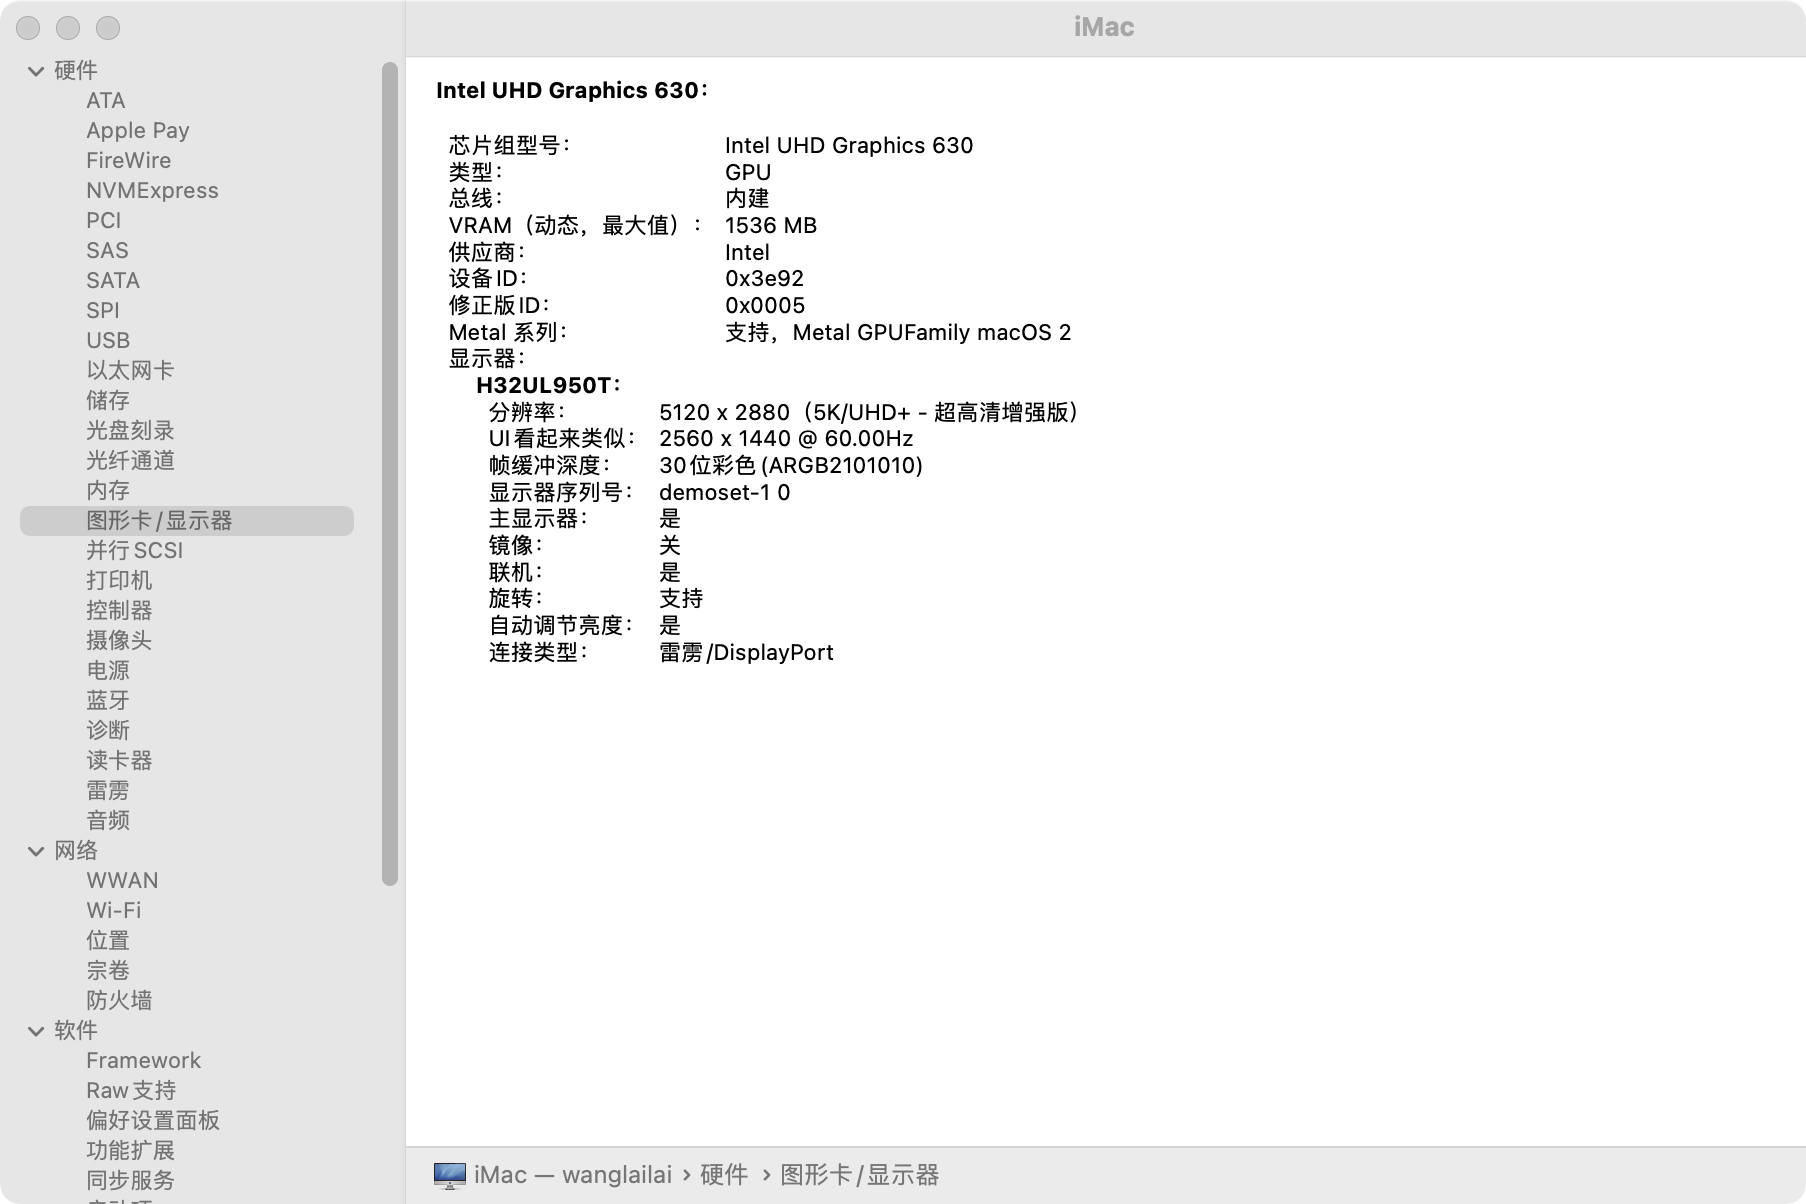 iMac
硬件
ATA
Apple Pay
FireWire
NVMExpress
PCI
SAS
SATA
SPI
USB
以太网卡
储存
光盘刻录
光纤通道
内存
图形卡/显示器
并行SCSI
打印机
控制器
摄像头
电源
蓝牙
诊断
读卡器
雷雳
音频
网络
WWAN
Wi-Fi
位置
宗卷
防火墙
软件
Framework
Raw支持
偏好设置面板
功能扩展
同步服务
Intel UHD Graphics 630：
芯片组型号： Intel UHD Graphics 630
类型： GPU
总线： 内建
VRAM（动态，最大值）： 1536 MB
供应商： Intel
设备ID： 0x3e92
修正版ID： 0x0005
Metal 系列： 支持，Metal GPUFamily macOS 2
显示器：
H32UL950T：
分辨率： 5120 x 2880（5K/UHD+ - 超高清增强版）
UI看起来类似： 2560 x 1440 @ 60.00Hz
帧缓冲深度： 30位彩色(ARGB2101010)
显示器序列号： demoset-1 0
主显示器： 是
镜像： 关
联机： 是
旋转： 支持
自动调节亮度： 是
连接类型： 雷雳/DisplayPort
iMac — wanglailai › 硬件 › 图形卡/显示器